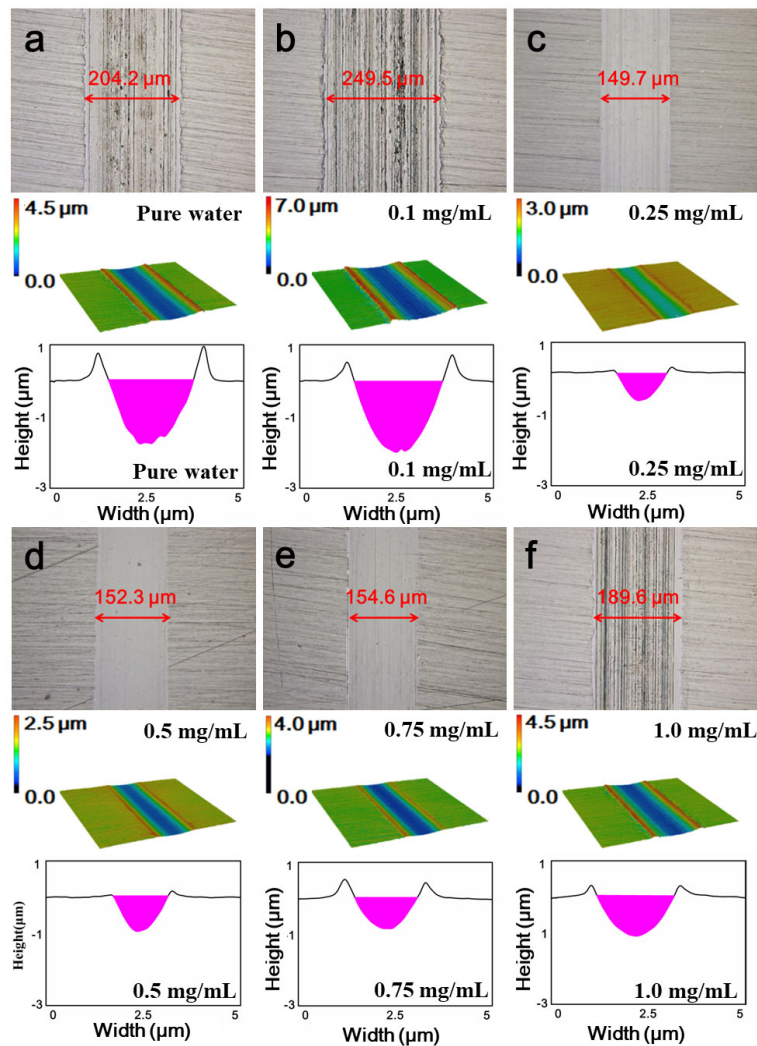 a
204.2 μm
4.5 μm
Pure water
0.0
Height (μm)
1
-1
-3
Pure water
0
2.5
5
Width (μm)
b
249.5 μm
7.0 μm
0.1 mg/mL
0.0
Height (μm)
1
-1
-3
0.1 mg/mL
0
2.5
5
Width (μm)
c
149.7 μm
3.0 μm
0.25 mg/mL
0.0
Height (μm)
1
-1
-3
0.25 mg/mL
0
2.5
5
Width (μm)
d
152.3 μm
2.5 μm
0.5 mg/mL
0.0
Height(μm)
1
-1
-3
0.5 mg/mL
0
2.5
5
Width (μm)
e
154.6 μm
4.0 μm
0.75 mg/mL
0.0
Height (μm)
1
-1
-3
0.75 mg/mL
0
2.5
5
Width (μm)
f
189.6 μm
4.5 μm
1.0 mg/mL
0.0
Height (μm)
1
-1
-3
1.0 mg/mL
0
2.5
5
Width (μm)